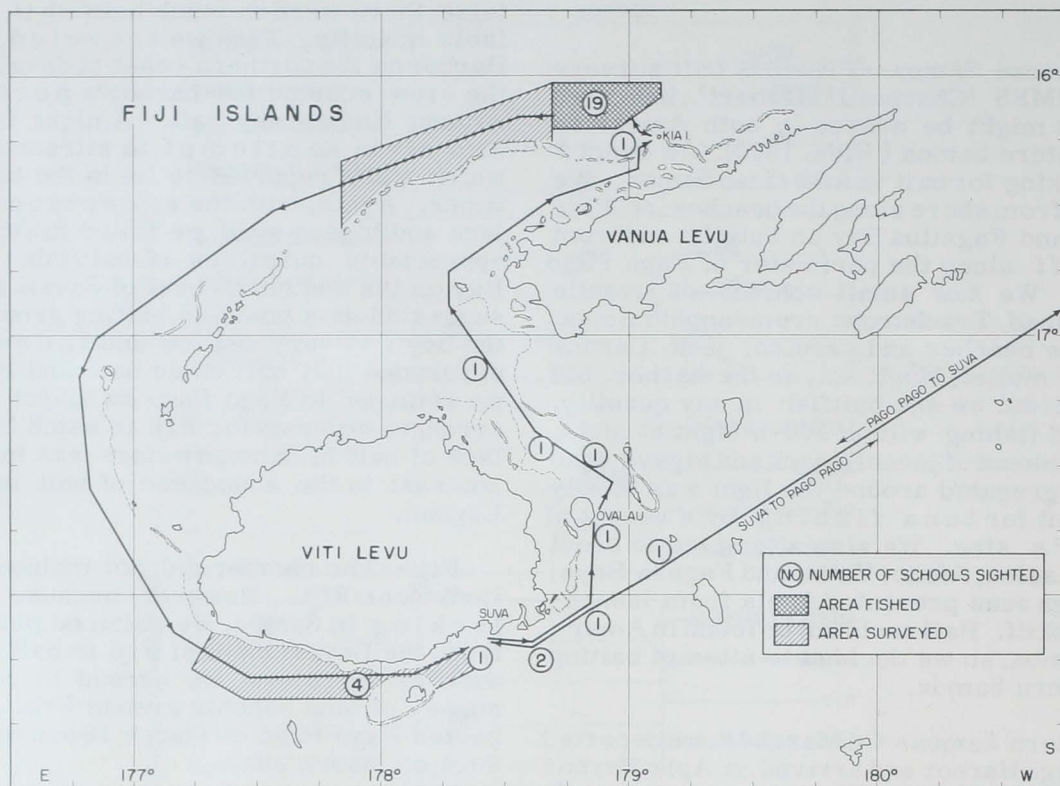 16°
FIJI ISLANDS
19
1
KIA I.
VANUA LEVU
17°
1
1
1
OVALAU
1
1
SUVA TO PAGO PAGO
PAGO PAGO TO SUVA
VITI LEVU
SUVA
1
2
1
4
NO NUMBER OF SCHOOLS SIGHTED
AREA FISHED
AREA SURVEYED
E
177°
178°
179°
180°
W
S